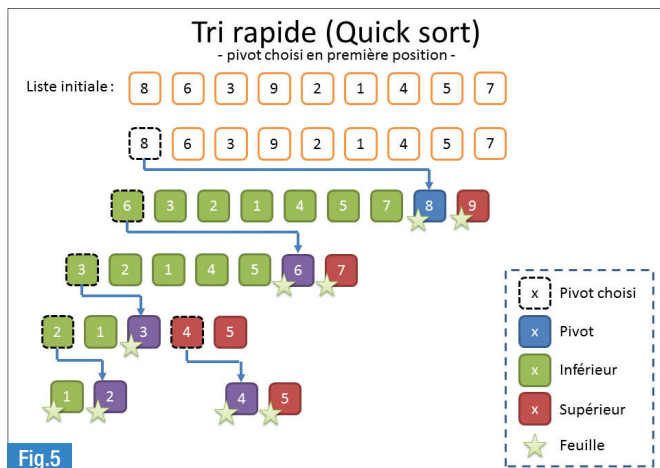 Tri rapide (Quick sort)
- pivot choisi en première position -
Liste initiale : 8 6 3 9 2 1 4 5 7
8 6 3 9 2 1 4 5 7
6 3 2 1 4 5 7 8 9
3 2 1 4 5 6 7
2 1 3 4 5
1 2 4 5
x Pivot choisi
x Pivot
x Inférieur
x Supérieur
Feuille
Fig.5